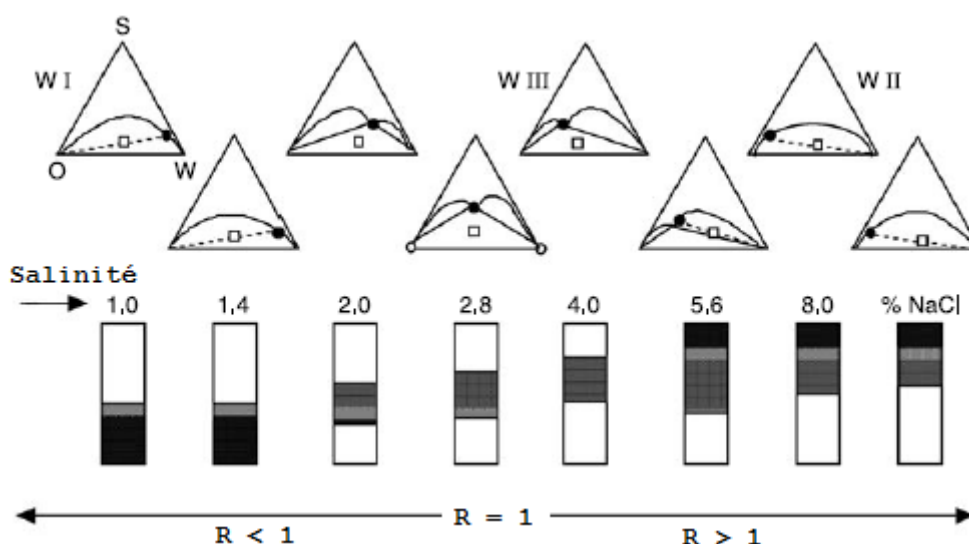 S
W I W III W II
O W
Salinité
1,0 1,4 2,0 2,8 4,0 5,6 8,0 % NaCl
R < 1 R = 1 R > 1